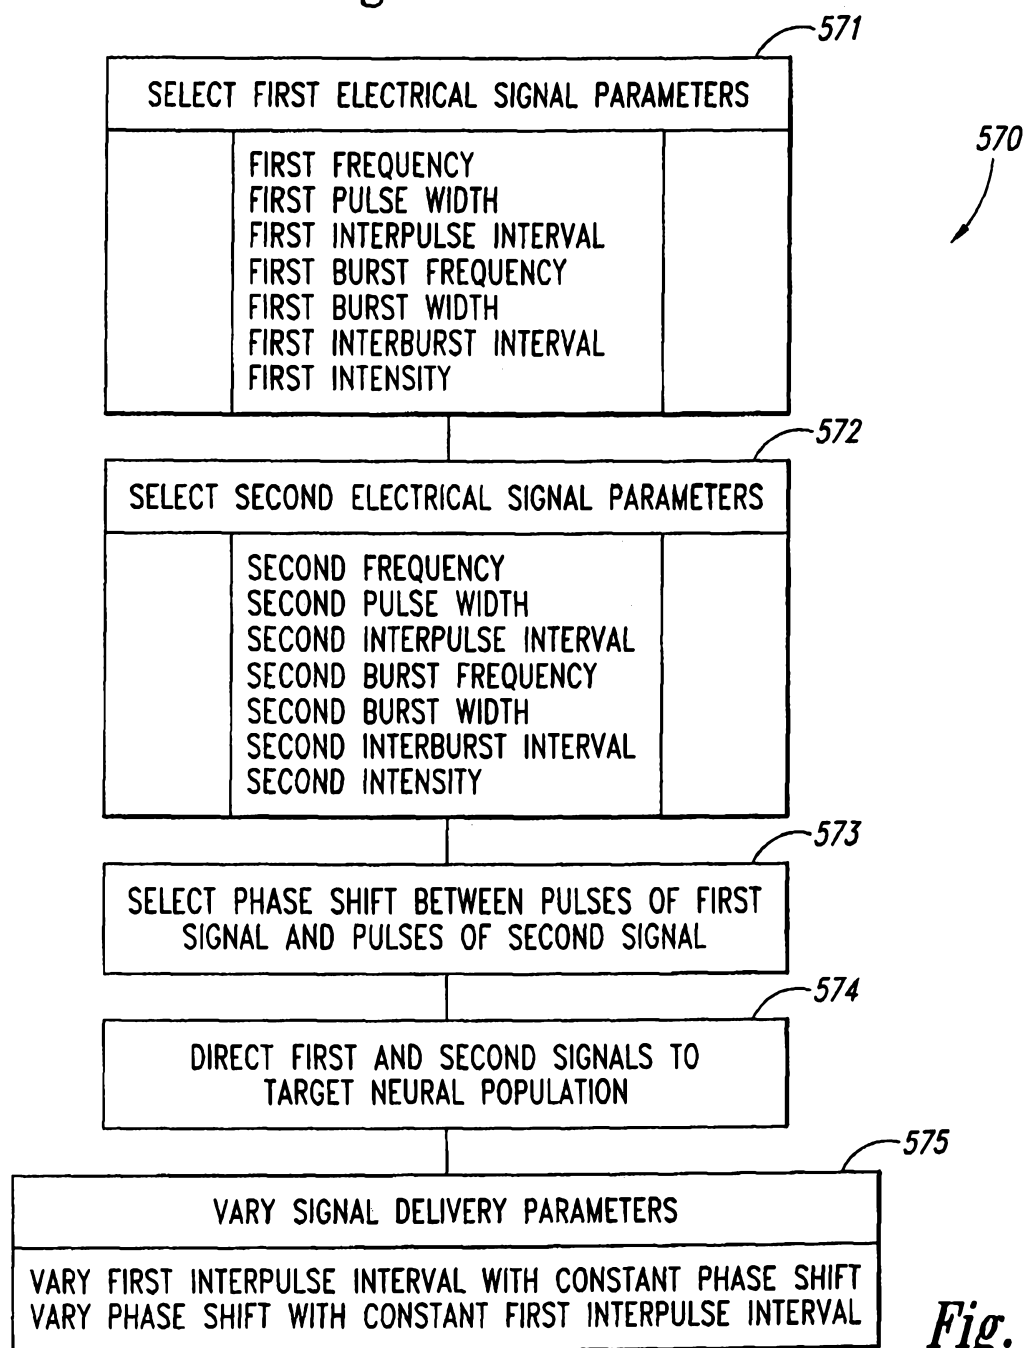 571
SELECT FIRST ELECTRICAL SIGNAL PARAMETERS
570
FIRST FREQUENCY
FIRST PULSE WIDTH
FIRST INTERPULSE INTERVAL
FIRST BURST FREQUENCY
FIRST BURST WIDTH
FIRST INTERBURST INTERVAL
FIRST INTENSITY
572
SELECT SECOND ELECTRICAL SIGNAL PARAMETERS
SECOND FREQUENCY
SECOND PULSE WIDTH
SECOND INTERPULSE INTERVAL
SECOND BURST FREQUENCY
SECOND BURST WIDTH
SECOND INTERBURST INTERVAL
SECOND INTENSITY
573
SELECT PHASE SHIFT BETWEEN PULSES OF FIRST
SIGNAL AND PULSES OF SECOND SIGNAL
574
DIRECT FIRST AND SECOND SIGNALS TO
TARGET NEURAL POPULATION
575
VARY SIGNAL DELIVERY PARAMETERS
VARY FIRST INTERPULSE INTERVAL WITH CONSTANT PHASE SHIFT
VARY PHASE SHIFT WITH CONSTANT FIRST INTERPULSE INTERVAL
Fig.